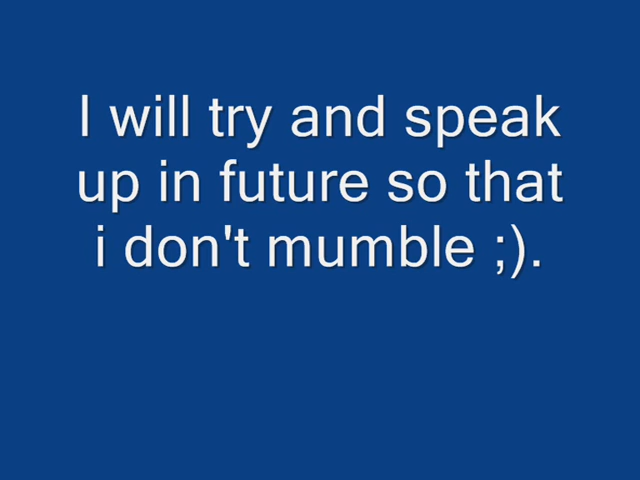 I will try and speak
up in future so that
i don't mumble ;).